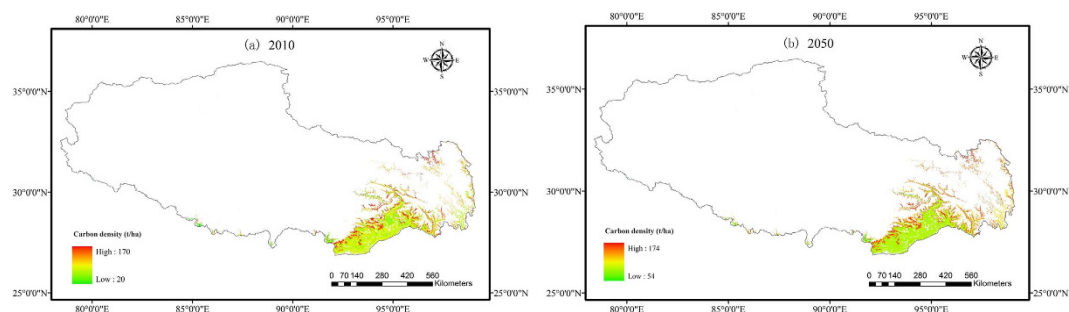 80°0'0"E 85°0'0"E 90°0'0"E 95°0'0"E
(a) 2010
N
W E
S
35°0'0"N 35°0'0"N
30°0'0"N 30°0'0"N
25°0'0"N 25°0'0"N
Carbon density (t/ha)
High : 170
Low : 20
0 70 140 280 420 560
Kilometers
80°0'0"E 85°0'0"E 90°0'0"E 95°0'0"E
80°0'0"E 85°0'0"E 90°0'0"E 95°0'0"E
(b) 2050
N
W E
S
35°0'0"N 35°0'0"N
30°0'0"N 30°0'0"N
25°0'0"N 25°0'0"N
Carbon density (t/ha)
High : 174
Low : 54
0 70 140 280 420 560
Kilometers
80°0'0"E 85°0'0"E 90°0'0"E 95°0'0"E